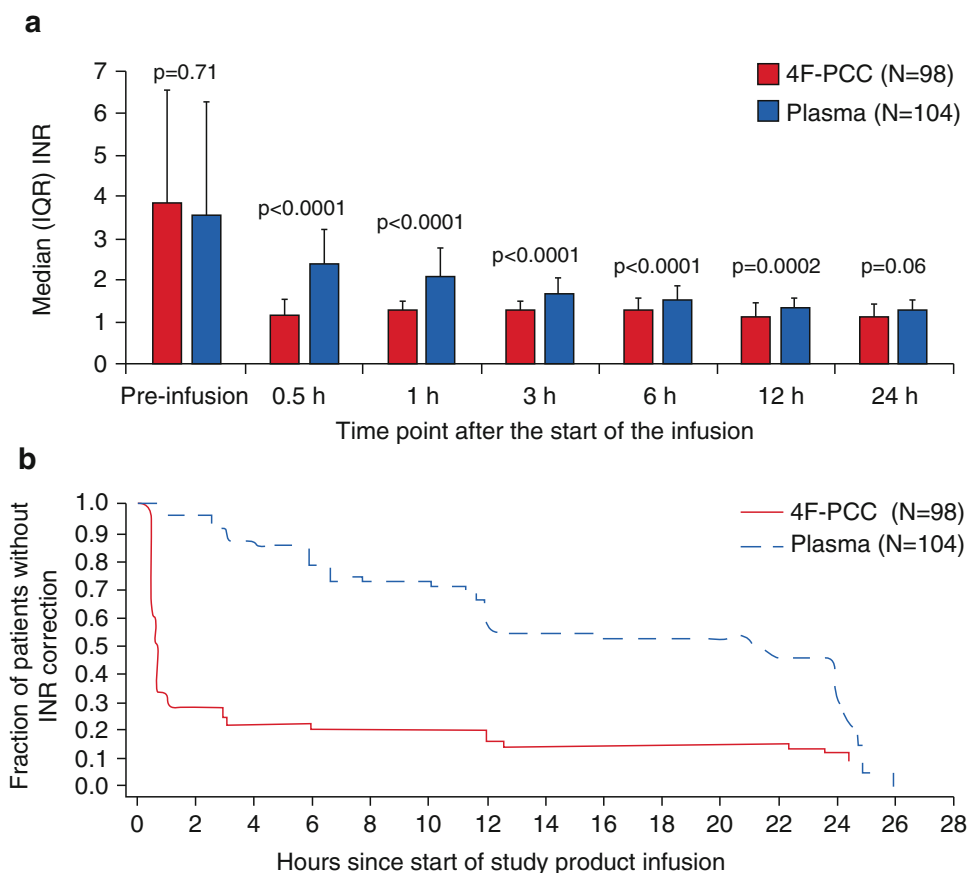 a
7
6
5
4
3
2
1
0
Median (IQR) INR
p=0.71
p<0.0001
p<0.0001
p<0.0001
p<0.0001
p=0.0002
p=0.06
4F-PCC (N=98)
Plasma (N=104)
Pre-infusion 0.5 h 1 h 3 h 6 h 12 h 24 h
Time point after the start of the infusion
b
1.0
0.9
0.8
0.7
0.6
0.5
0.4
0.3
0.2
0.1
0.0
Fraction of patients without
INR correction
4F-PCC (N=98)
Plasma (N=104)
0 2 4 6 8 10 12 14 16 18 20 22 24 26 28
Hours since start of study product infusion